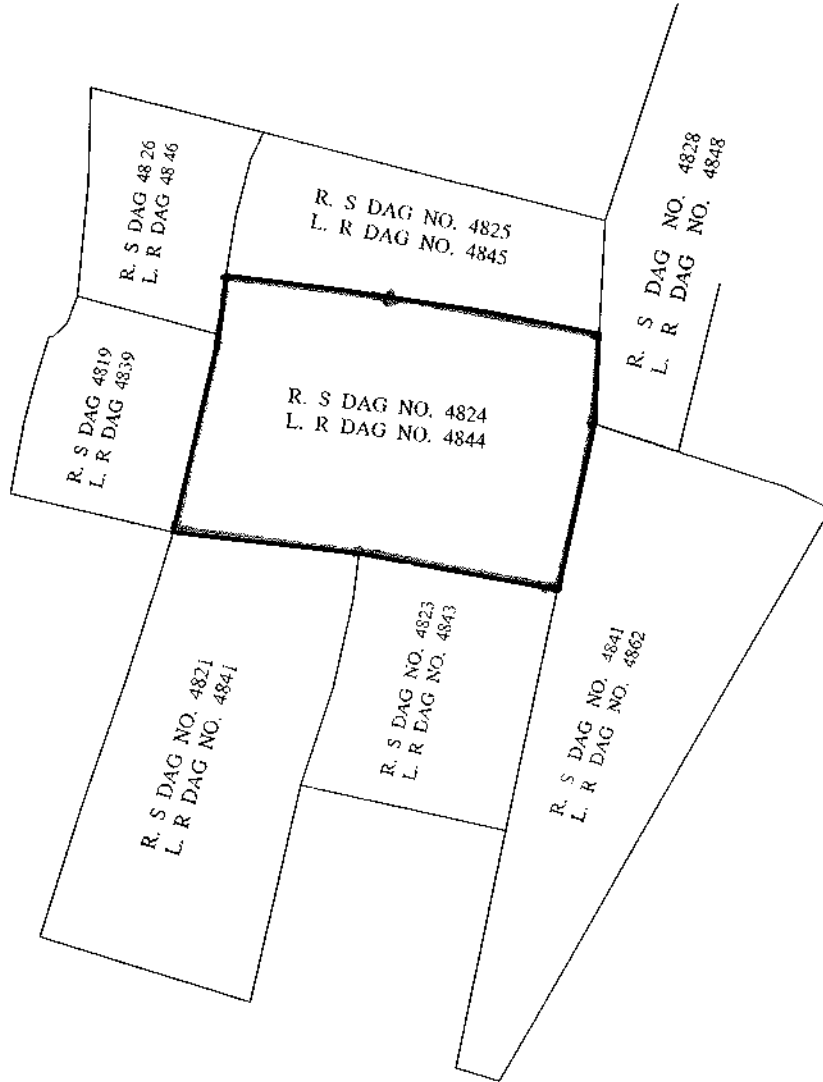 R. S DAG 48 26
L. R DAG 48 46
R. S DAG NO. 4825
L. R DAG NO. 4845
R. S DAG NO. 4828
L. R DAG NO. 4848
R. S DAG 4819
L. R DAG 4839
R. S DAG NO. 4824
L. R DAG NO. 4844
R. S DAG NO. 4821
L. R DAG NO. 4841
R. S DAG NO. 4823
L. R DAG NO. 4843
R. S DAG NO. 4841
L. R DAG NO. 4862